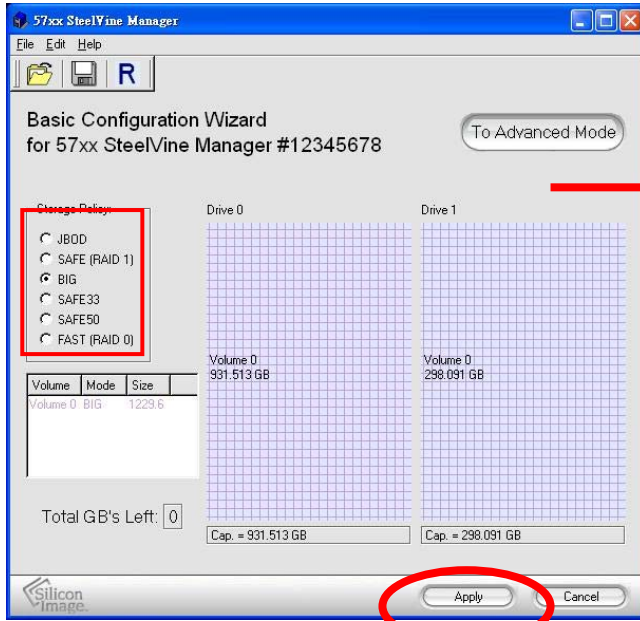 57xx SteelVine Manager
File Edit Help
R
Basic Configuration Wizard
for 57xx SteelVine Manager #12345678
To Advanced Mode
Storage Policy:
JBOD
SAFE (RAID 1)
BIG
SAFE33
SAFE50
FAST (RAID 0)
Drive 0
Volume 0
931.513 GB
Cap. = 931.513 GB
Drive 1
Volume 0
298.091 GB
Cap. = 298.091 GB
Volume Mode Size
Volume 0 BIG 1229.6
Total GB's Left: 0
Silicon
Image.
Apply
Cancel